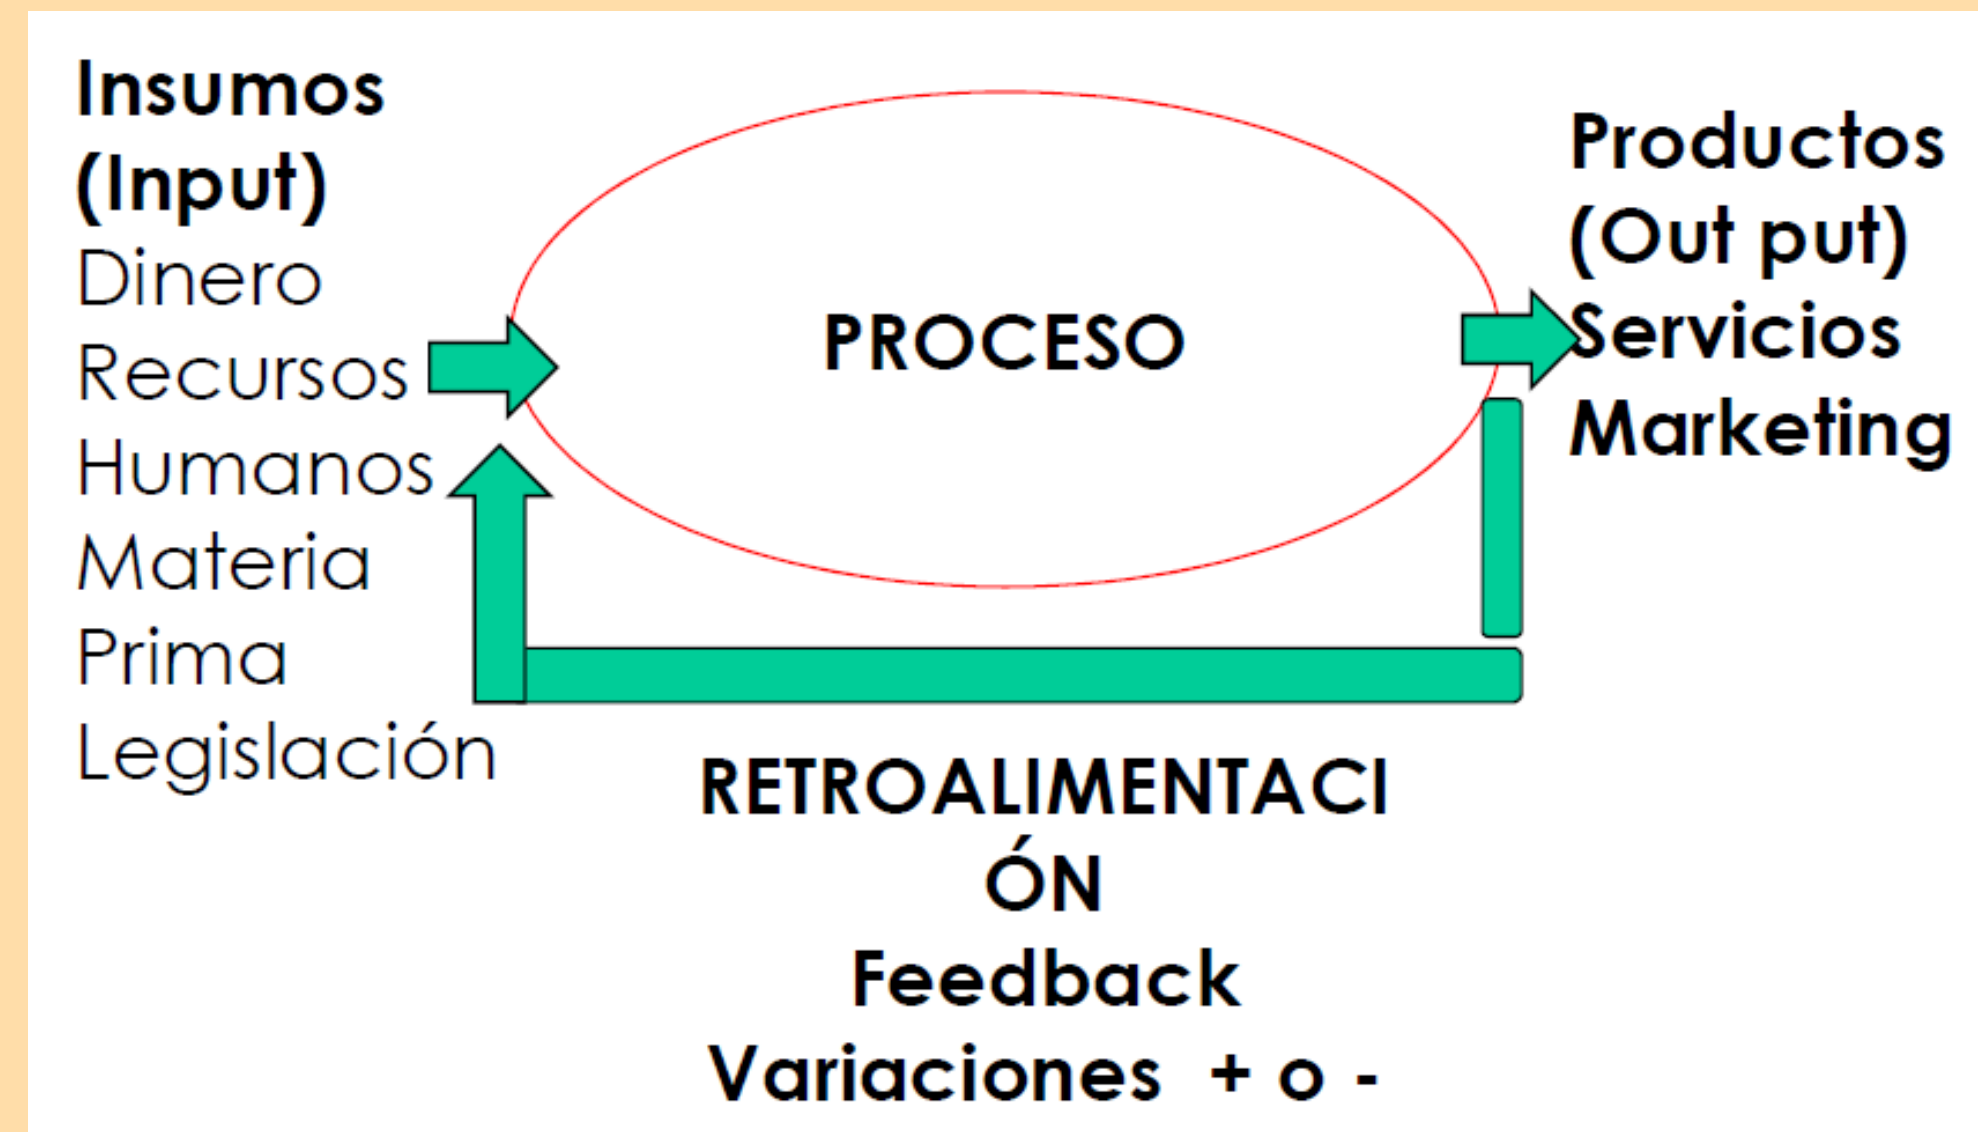 Insumos
(Input)
Dinero
Recursos
Humanos
Materia
Prima
Legislación
PROCESO
Productos
(Out put)
Servicios
Marketing
RETROALIMENTACI
ÓN
Feedback
Variaciones + o -